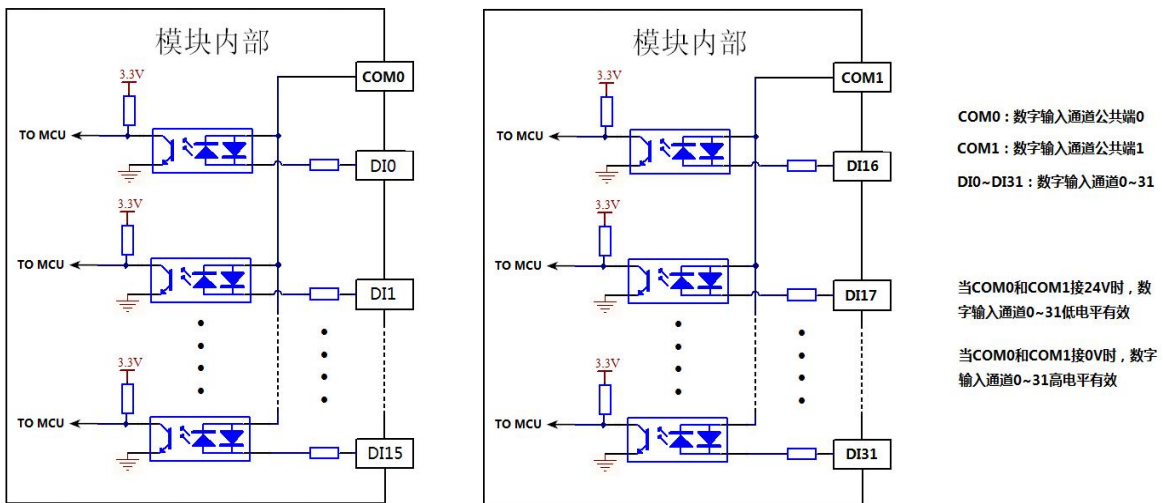 模块内部
COM0
3.3V
TO MCU
DI0
3.3V
TO MCU
DI1
3.3V
TO MCU
DI15
模块内部
COM1
3.3V
TO MCU
DI16
3.3V
TO MCU
DI17
3.3V
TO MCU
DI31
COM0：数字输入通道公共端0
COM1：数字输入通道公共端1
DI0~DI31：数字输入通道0~31
当COM0和COM1接24V时，数
字输入通道0~31低电平有效
当COM0和COM1接0V时，数字
输入通道0~31高电平有效